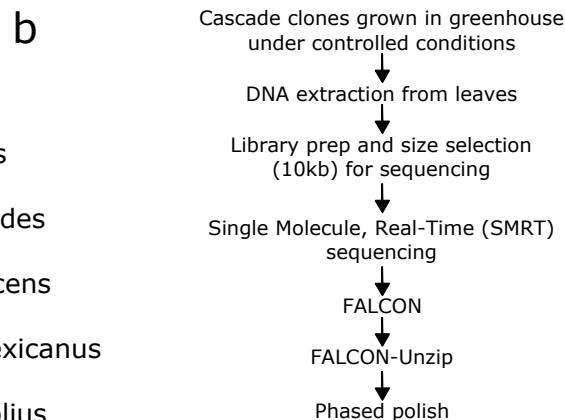 b
Cascade clones grown in greenhouse
under controlled conditions
DNA extraction from leaves
Library prep and size selection
(10kb) for sequencing
Single Molecule, Real-Time (SMRT)
sequencing
FALCON
FALCON-Unzip
Phased polish
s
des
cens
exicanus
olius